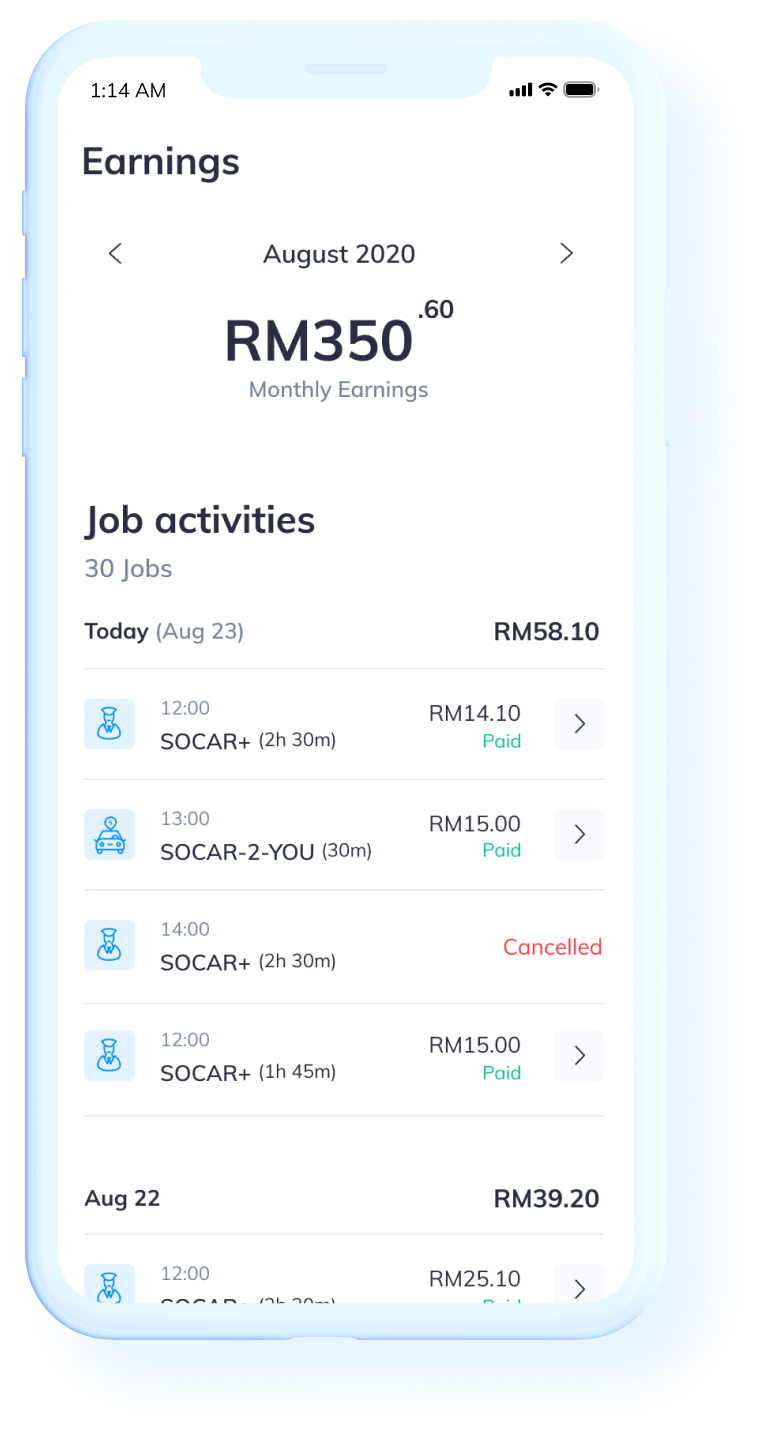 1:14 AM
Earnings
August 2020
RM350.60
Monthly Earnings
Job activities
30 Jobs
Today (Aug 23) RM58.10
12:00
RM14.10
SOCAR+ (2h 30m)
Paid
13:00
RM15.00
SOCAR-2-YOU (30m)
Paid
14:00
SOCAR+ (2h 30m)
Cancelled
12:00
RM15.00
SOCAR+ (1h 45m)
Paid
Aug 22 RM39.20
12:00
RM25.10